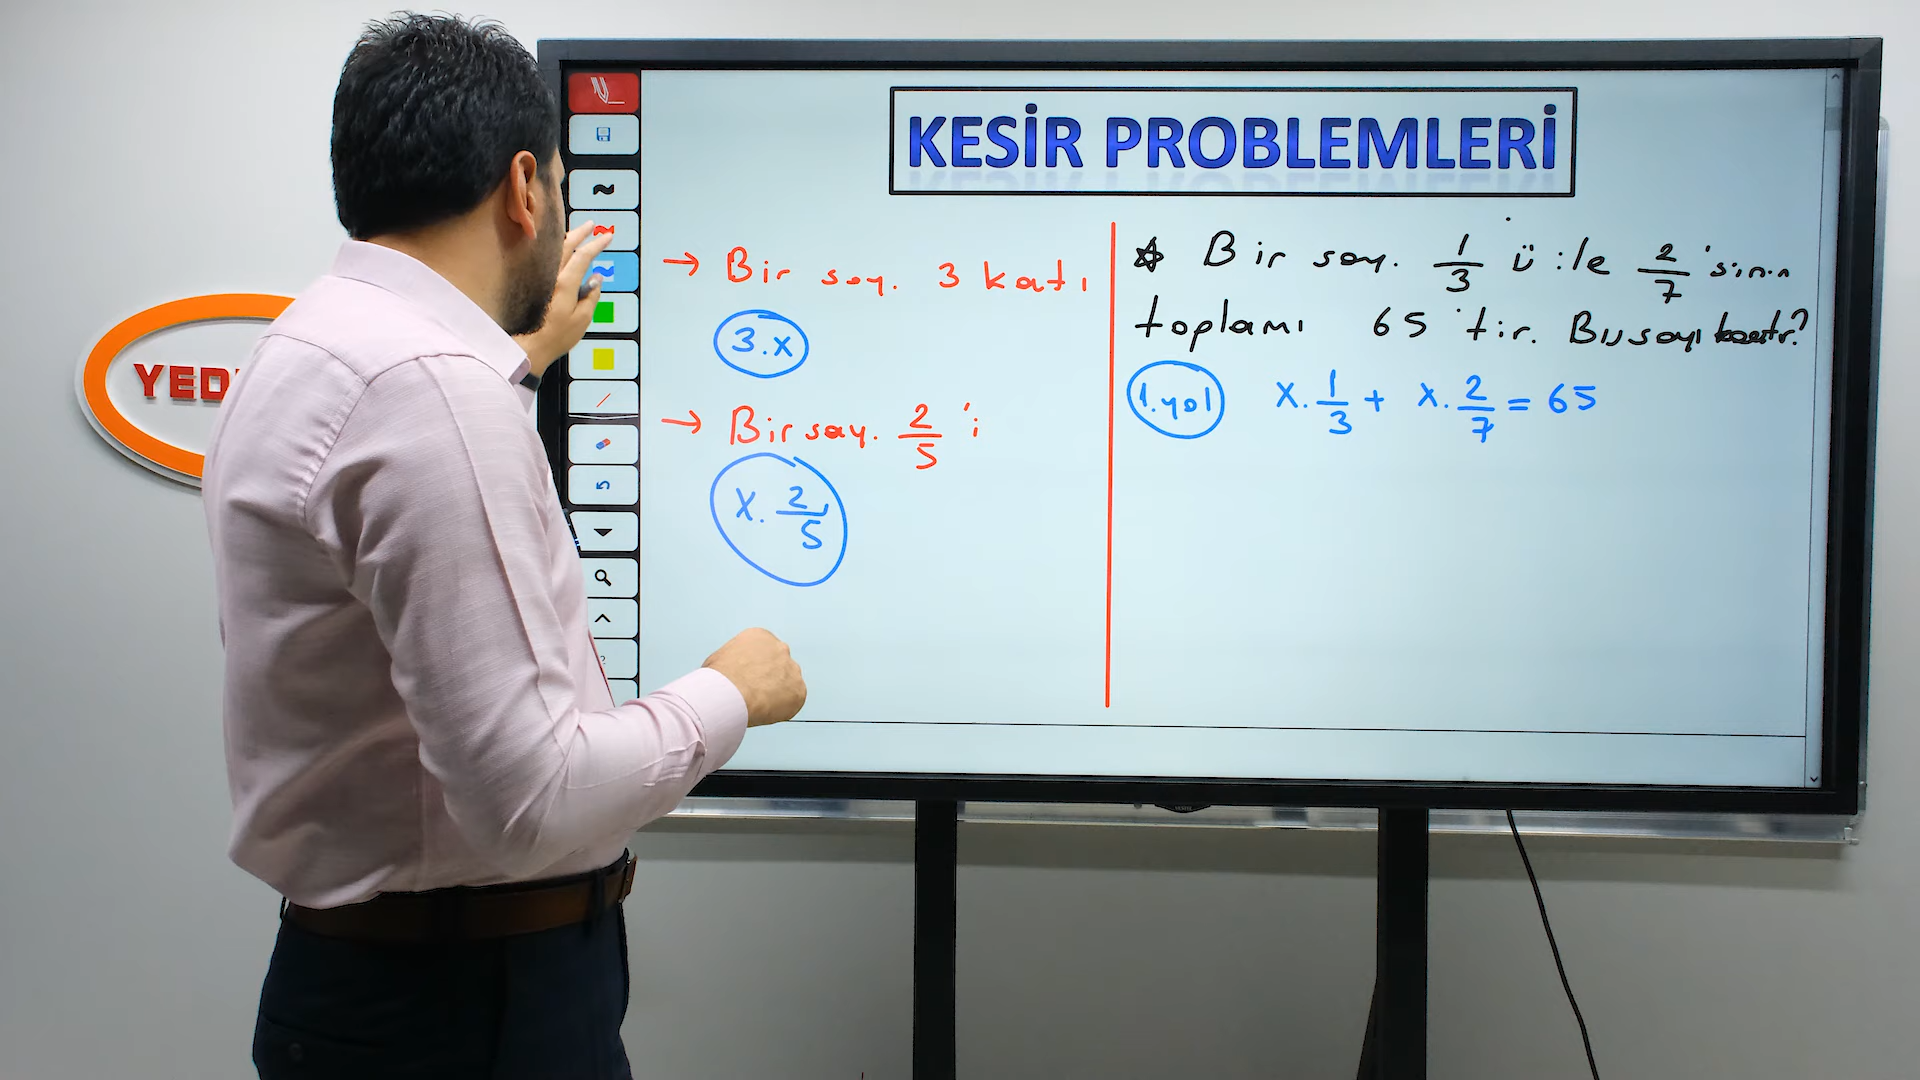 KESİR PROBLEMLERİ
→ Bir say. 3 katı
3.x
→ Bir say. 2/5 'i
x. 2/5
☆ Bir say. 1/3 ü ile 2/7 'sinin
toplamı 65 'tir. Bu sayı kaçtır?
1.yol x. 1/3 + x. 2/7 = 65
YED